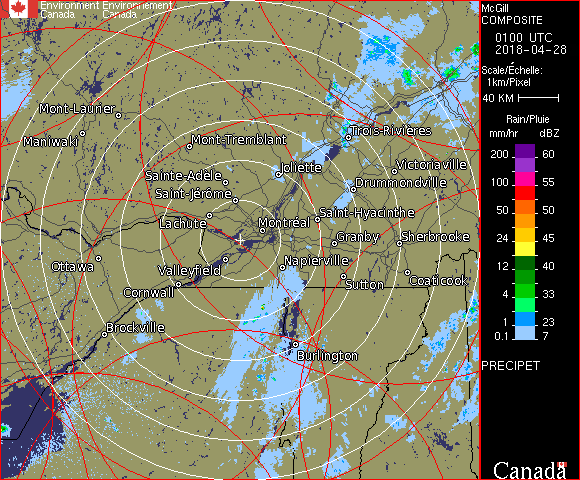 Environment Environnement
Canada Canada
McGill
COMPOSITE
0100 UTC
2018-04-28
Scale/Échelle:
1km/Pixel
40 KM
Rain/Pluie
mm/hr dBZ
200 60
100 55
50 50
24 45
12 40
4 33
1 23
0.1 7
PRECIPET
Canada
Mont-Laurier
Maniwaki
Mont-Tremblant
Trois-Rivières
Sainte-Adèle
Joliette
Victoriaville
Saint-Jérôme
Drummondville
Lachute
Montréal
Saint-Hyacinthe
Granby
Sherbrooke
Ottawa
Valleyfield
Napierville
Cornwall
Sutton
Coaticook
Brockville
Burlington